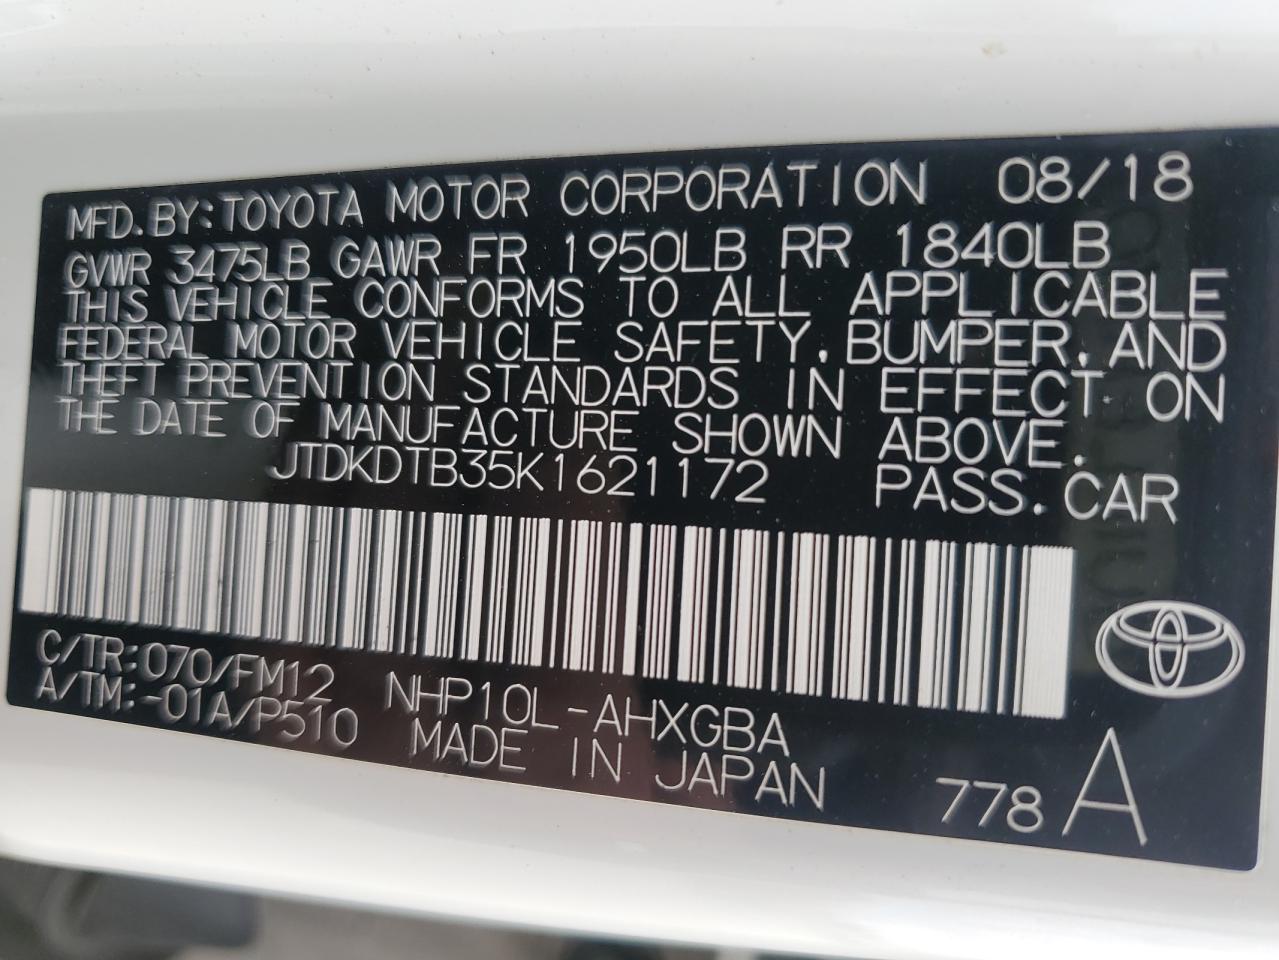 MFD.BY:TOYOTA MOTOR CORPORATION 08/18
GVWR 3475LB GAWR FR 1950LB RR 1840LB
THIS VEHICLE CONFORMS TO ALL APPLICABLE
FEDERAL MOTOR VEHICLE SAFETY,BUMPER,AND
THEFT PREVENTION STANDARDS IN EFFECT ON
THE DATE OF MANUFACTURE SHOWN ABOVE.
JTDKDTB35K1621172 PASS.CAR
C/TR:070/FM12 NHP10L-AHXGBA
A/TM:-01A/P510 MADE IN JAPAN
778 A